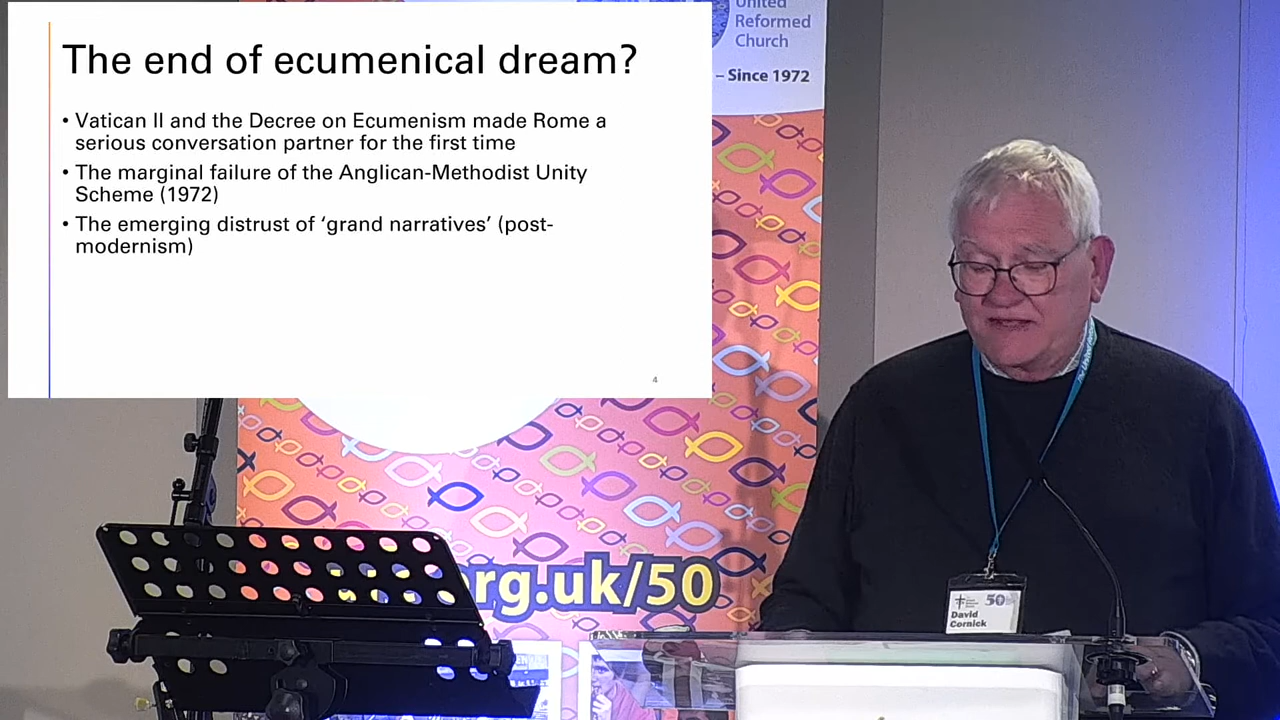 The end of ecumenical dream?
• Vatican II and the Decree on Ecumenism made Rome a
serious conversation partner for the first time
• The marginal failure of the Anglican-Methodist Unity
Scheme (1972)
• The emerging distrust of ‘grand narratives’ (post-
modernism)
4
United
Reformed
Church
– Since 1972
org.uk/50
50
David
Cornick